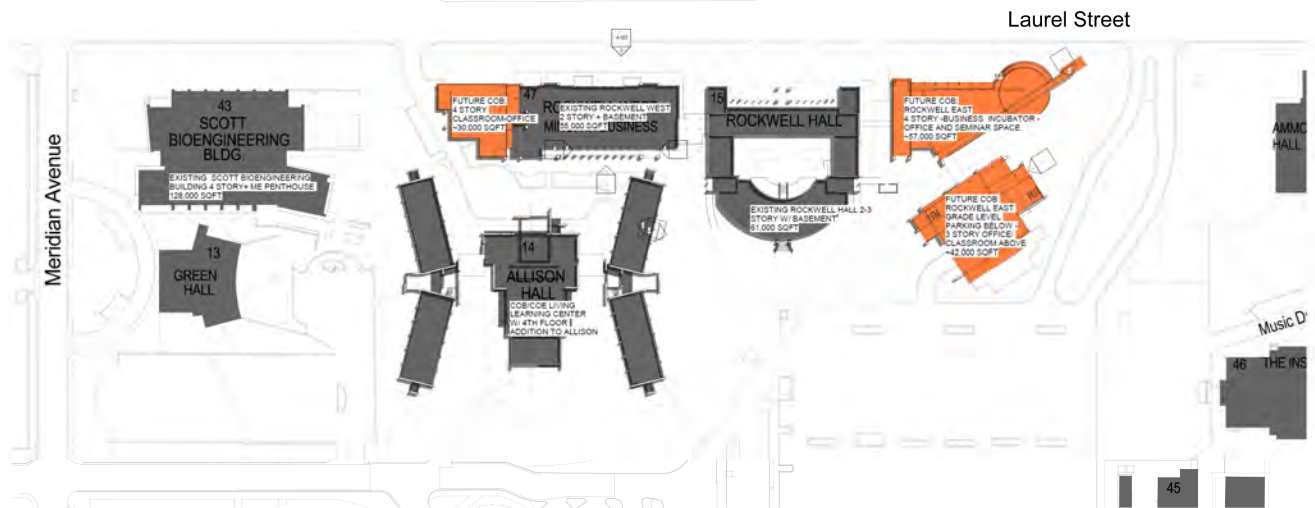 Laurel Street
Meridian Avenue
43
SCOTT
BIOENGINEERING
BLDG.
EXISTING SCOTT BIOENGINEERING
BUILDING 4 STORY+ ME PENTHOUSE
128,000 SQFT
13
GREEN
HALL
FUTURE COB:
4 STORY
CLASSROOM-OFFICE
~30,000 SQFT
47
EXISTING ROCKWELL WEST
2 STORY + BASEMENT
55,000 SQFT
BUSINESS
14
ALLISON
HALL
COB/COE LIVING
LEARNING CENTER
W/ 4TH FLOOR
ADDITION TO ALLISON
15
ROCKWELL HALL
EXISTING ROCKWELL HALL 2-3
STORY W/ BASEMENT
61,000 SQFT
FUTURE COB:
ROCKWELL EAST
4 STORY -BUSINESS INCUBATOR -
OFFICE AND SEMINAR SPACE
~57,000 SQFT
FUTURE COB:
ROCKWELL EAST
GRADE LEVEL
PARKING BELOW -
3 STORY OFFICE/
CLASSROOM ABOVE
~42,000 SQFT
AMMO
HALL
Music D
46
THE INS
45